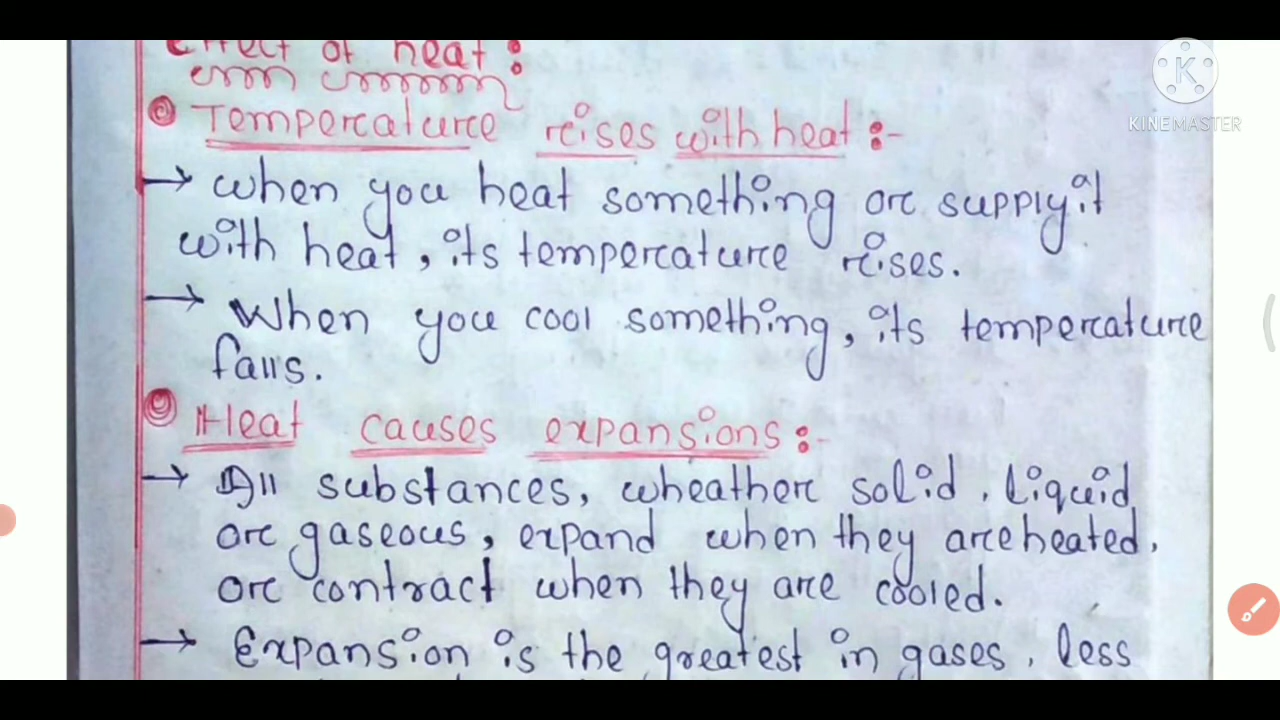 Effect of heat:
Temperature rises with heat:-
K
KINEMASTER
→ When you heat something or supply it
with heat, its temperature rises.
→ When you cool something, its temperature
falls.
Heat causes expansions:-
→ All substances, wheather solid, Liquid
or gaseous, expand when they are heated,
or contract when they are cooled.
→ Expansion is the greatest in gases, less